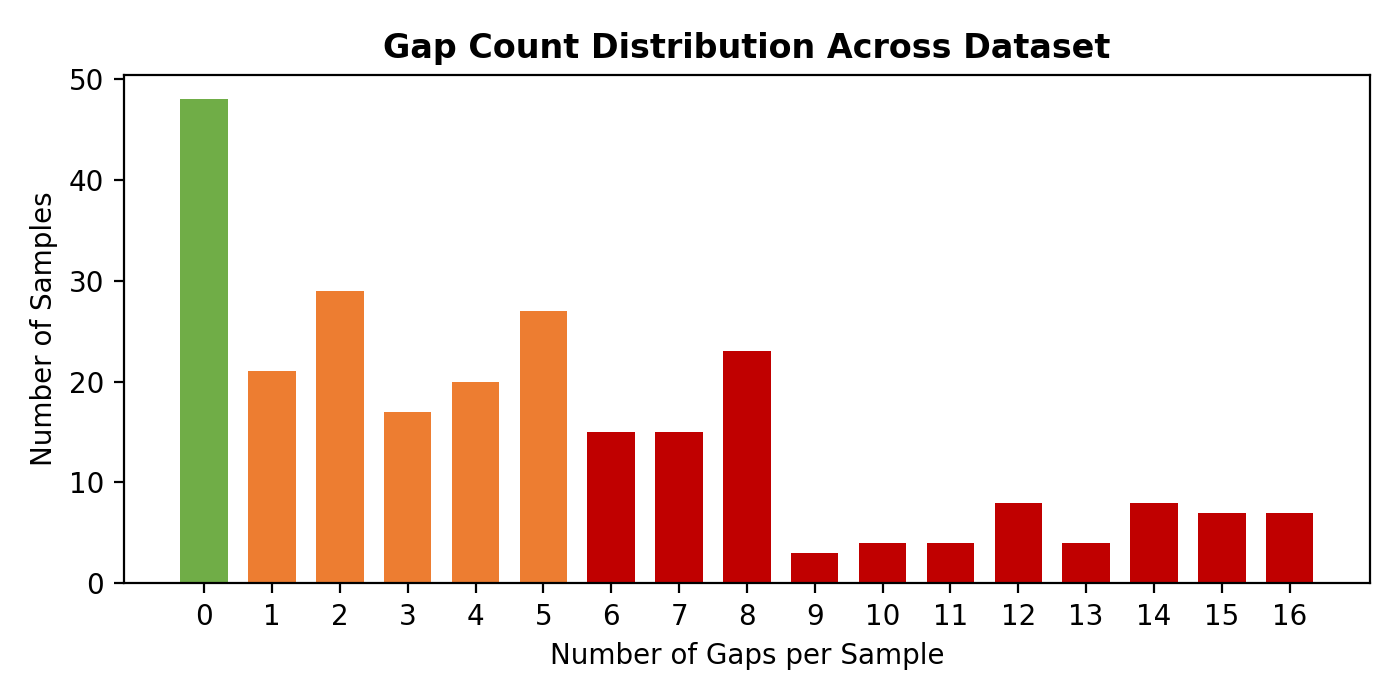 Gap Count Distribution Across Dataset
50
40
30
20
10
0
Number of Samples
0 1 2 3 4 5 6 7 8 9 10 11 12 13 14 15 16
Number of Gaps per Sample